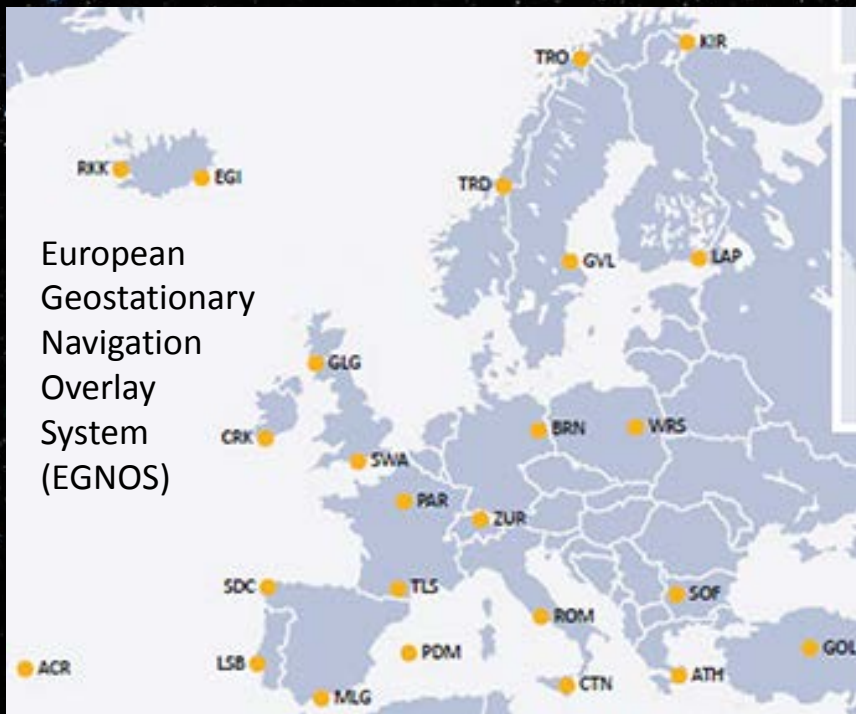 TRO
KIR
RKK
EGI
TRD
GVL
LAP
European
Geostationary
Navigation
Overlay
System
(EGNOS)
GLG
CRK
SWA
BRN
WRS
PAR
ZUR
SDC
TLS
ROM
SOF
ACR
LSB
PDM
MLG
CTN
ATH
GOL